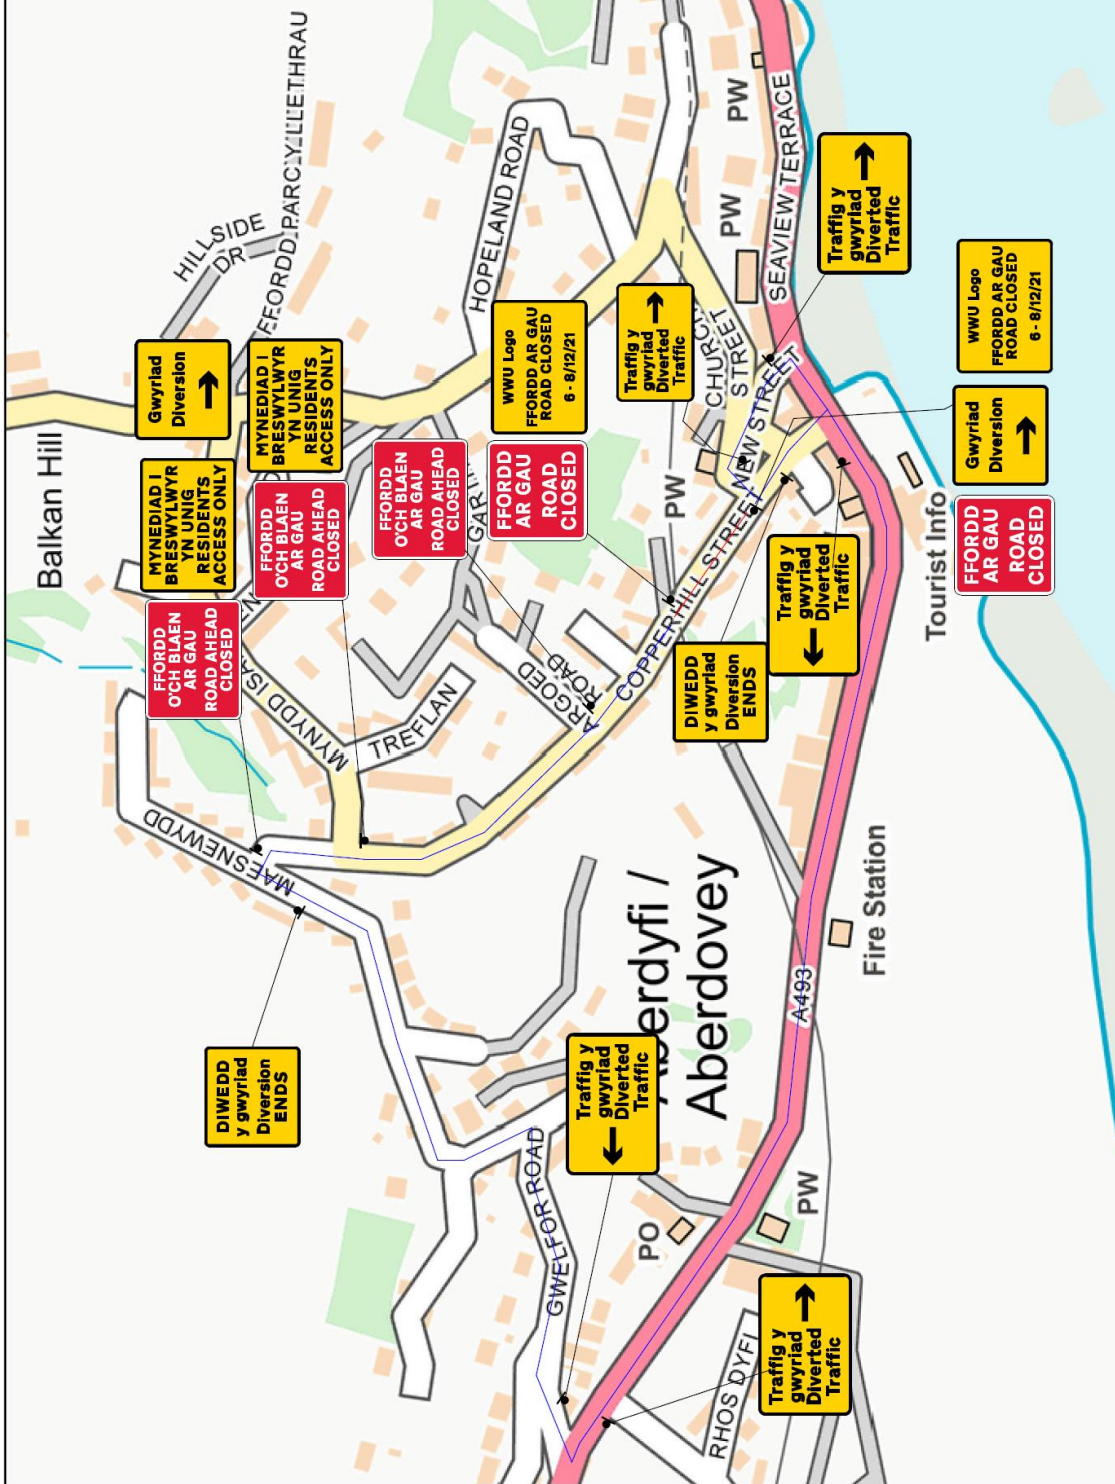 Balkan Hill
HILLSIDE
DR
FFORDD PARC Y LLETHRAU
Gwyriad
Diversion
→
MYNEDIAD I
BRESWYLWYR
YN UNIG
RESIDENTS
ACCESS ONLY
MYNEDIAD I
BRESWYLWYR
YN UNIG
RESIDENTS
ACCESS ONLY
FFORDD
O'CH BLAEN
AR GAU
ROAD AHEAD
CLOSED
FFORDD
O'CH BLAEN
AR GAU
ROAD AHEAD
CLOSED
FFORDD
O'CH BLAEN
AR GAU
ROAD AHEAD
CLOSED
HOPELAND ROAD
WWU Logo
FFORDD AR GAU
ROAD CLOSED
6 - 8/12/21
FFORDD
AR GAU
ROAD
CLOSED
MYNYDD ISA
TREFLAN
MAESNEWYDD
ARGOED
ROAD
COPPERHILL STREET
NEW STREET
CHURCH
STREET
PW
PW
PW
SEAVIEW TERRACE
Traffig y
gwyriad
Diverted
Traffic
→
Traffig y
gwyriad
Diverted
Traffic
→
WWU Logo
FFORDD AR GAU
ROAD CLOSED
6 - 8/12/21
Gwyriad
Diversion
→
FFORDD
AR GAU
ROAD
CLOSED
Tourist Info
Traffig y
gwyriad
Diverted
Traffic
←
DIWEDD
y gwyriad
Diversion
ENDS
DIWEDD
y gwyriad
Diversion
ENDS
Fire Station
Aberdyfi /
Aberdovey
A493
Traffig y
gwyriad
Diverted
Traffic
←
GWELFOR ROAD
PO
PW
RHOS DYFI
Traffig y
gwyriad
Diverted
Traffic
→